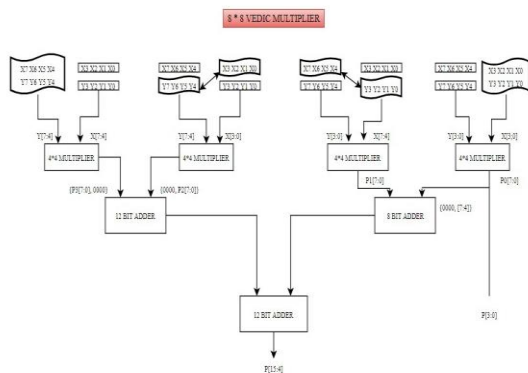 8 * 8 VEDIC MULTIPLIER
X7 X6 X5 X4
Y7 Y6 Y5 Y4
X3 X2 X1 X0
Y3 Y2 Y1 Y0
X7 X6 X5 X4
Y7 Y6 Y5 Y4
X3 X2 X1 X0
Y3 Y2 Y1 Y0
X7 X6 X5 X4
Y7 Y6 Y5 Y4
X3 X2 X1 X0
Y3 Y2 Y1 Y0
X7 X6 X5 X4
Y7 Y6 Y5 Y4
X3 X2 X1 X0
Y3 Y2 Y1 Y0
Y[7:4]
X[7:4]
Y[7:4]
X[3:0]
Y[3:0]
X[7:4]
Y[3:0]
X[3:0]
4*4 MULTIPLIER
4*4 MULTIPLIER
4*4 MULTIPLIER
4*4 MULTIPLIER
P1[7:0]
P0[7:0]
{P3[7:0], 0000}
{0000, P2[7:0]}
{0000, [7:4]}
12 BIT ADDER
8 BIT ADDER
12 BIT ADDER
P[3:0]
P[15:4]